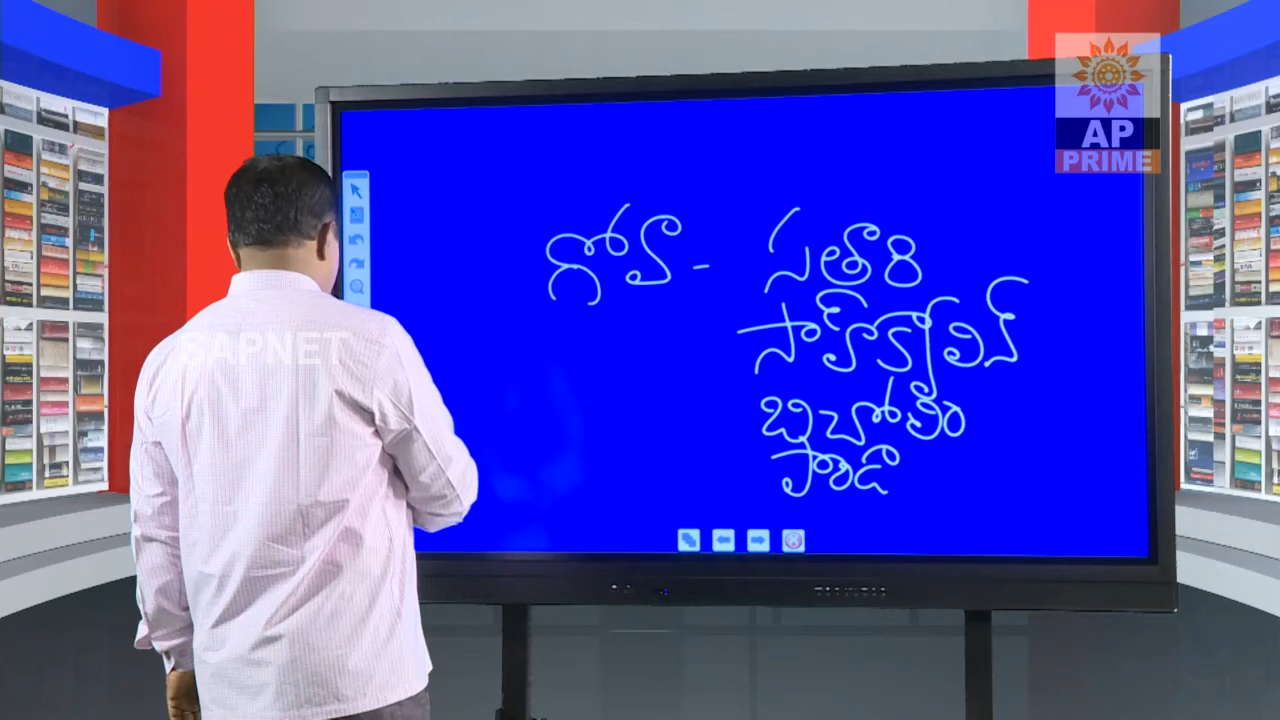 గోవా - సతారి
సాన్‌క్వోలిన్
బిచోలిం
పాండా
AP
PRIME
SAPNET